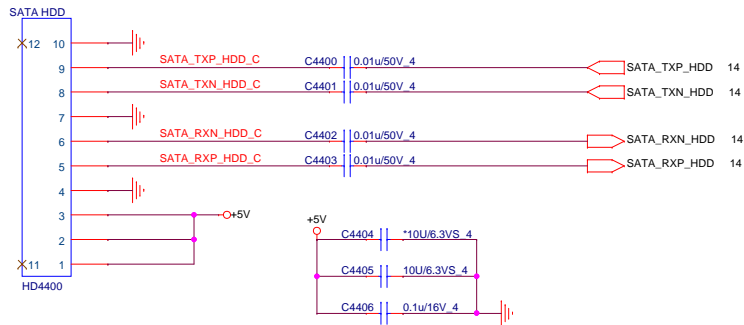 SATA HDD
12 10
9 SATA_TXP_HDD_C C4400 0.01u/50V_4 SATA_TXP_HDD 14
8 SATA_TXN_HDD_C C4401 0.01u/50V_4 SATA_TXN_HDD 14
7
6 SATA_RXN_HDD_C C4402 0.01u/50V_4 SATA_RXN_HDD 14
5 SATA_RXP_HDD_C C4403 0.01u/50V_4 SATA_RXP_HDD 14
4
3 +5V
+5V
2 C4404 *10U/6.3VS_4
11 1 C4405 10U/6.3VS_4
HD4400
C4406 0.1u/16V_4